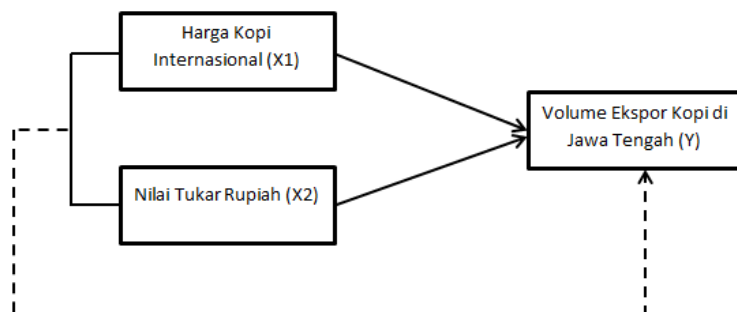 Harga Kopi
Internasional (X1)
Volume Ekspor Kopi di
Jawa Tengah (Y)
Nilai Tukar Rupiah (X2)